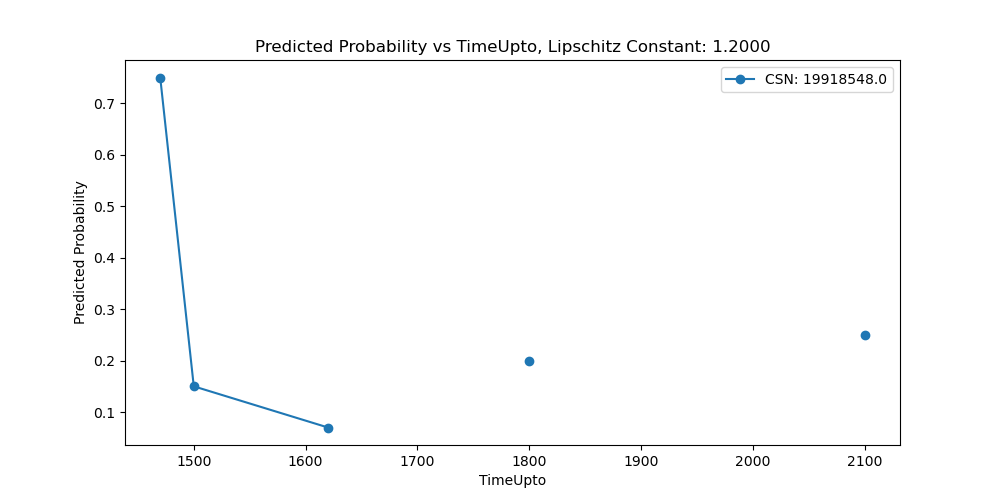 Predicted Probability vs TimeUpto, Lipschitz Constant: 1.2000
CSN: 19918548.0
Predicted Probability
0.7
0.6
0.5
0.4
0.3
0.2
0.1
1500 1600 1700 1800 1900 2000 2100
TimeUpto